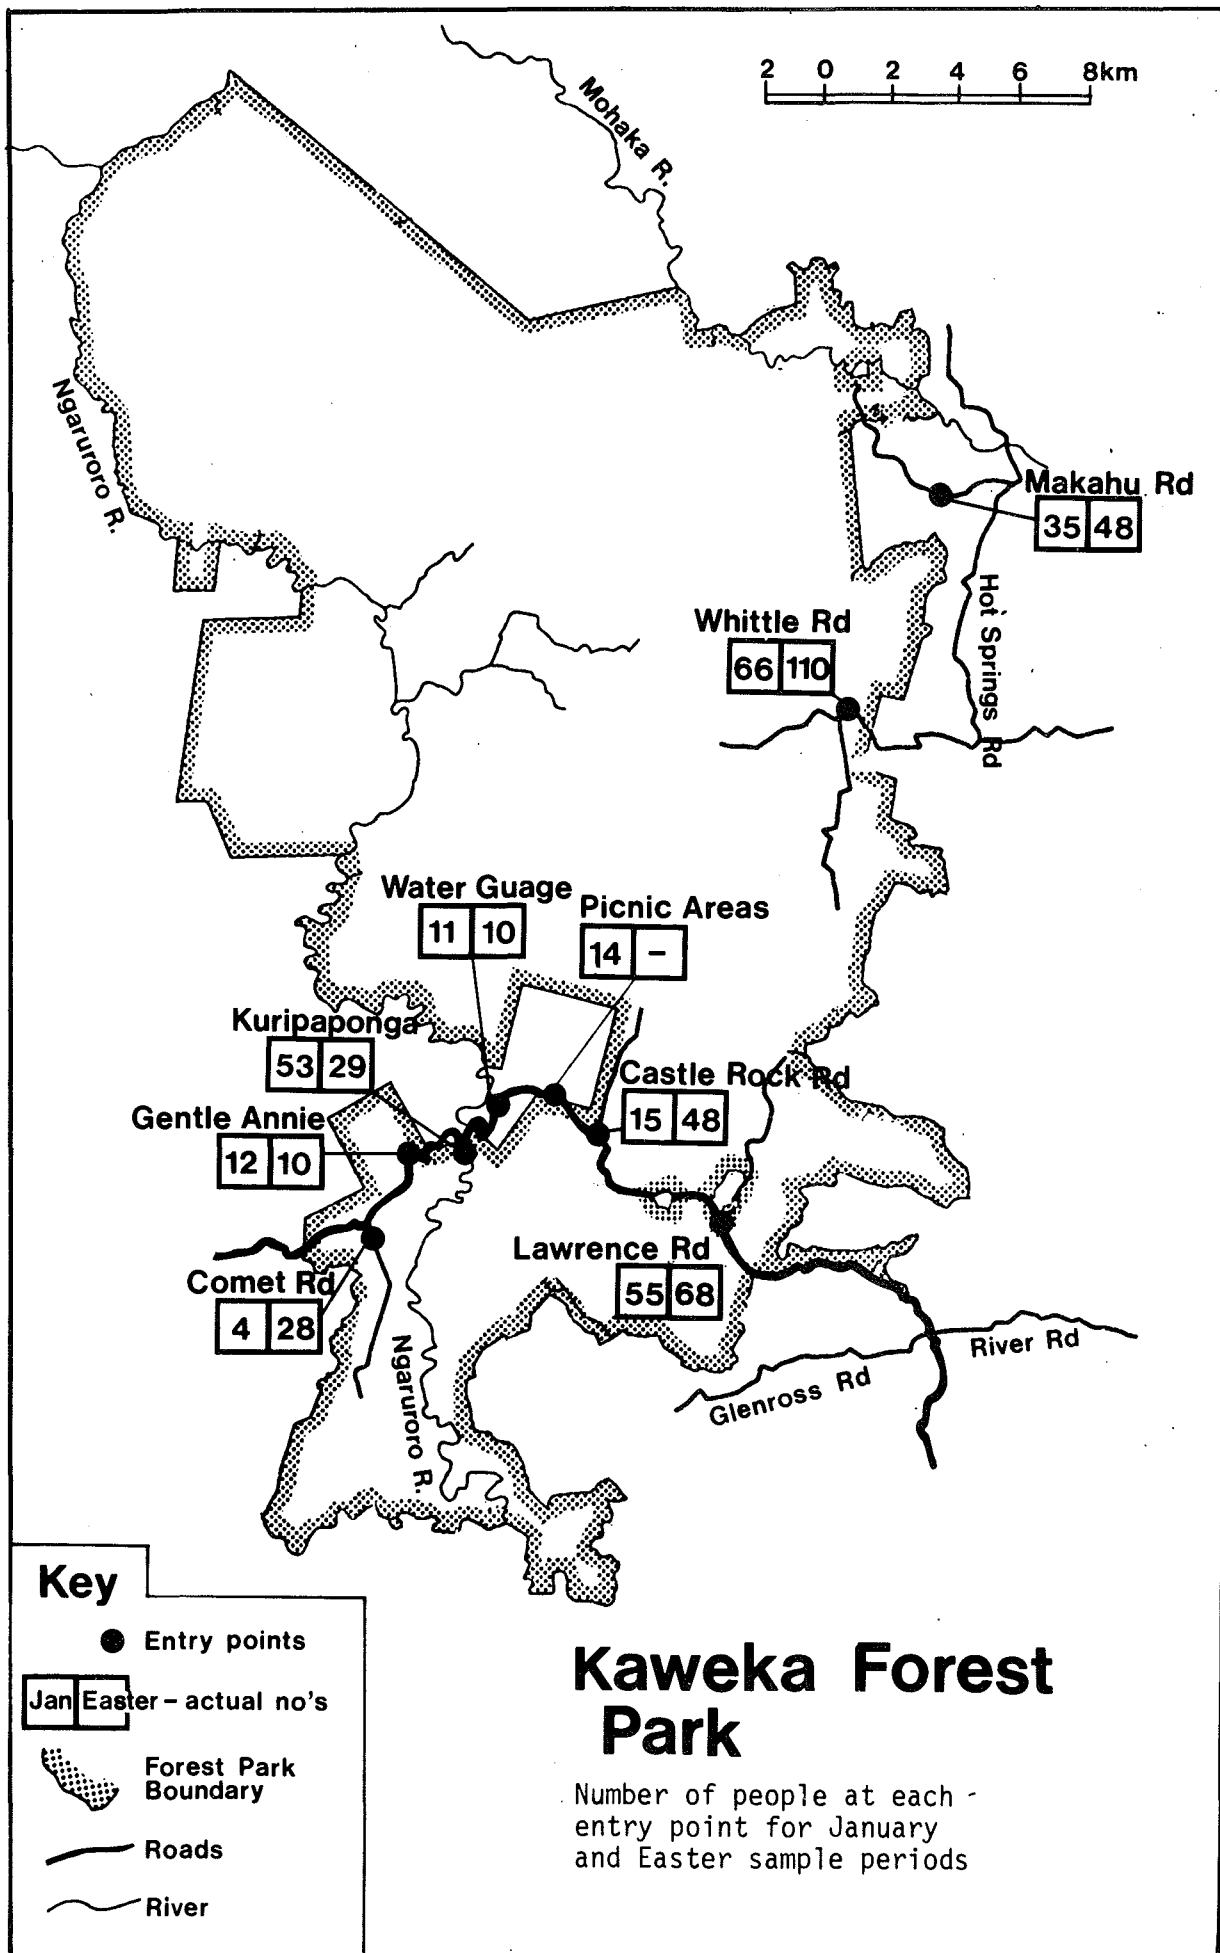 2 0 2 4 6 8km
Mohaka R.
Ngaruroro R.
Makahu Rd
35 48
Hot Springs Rd
Whittle Rd
66 110
Water Guage
11 10
Picnic Areas
14 –
Kuripaponga
53 29
Castle Rock Rd
15 48
Gentle Annie
12 10
Lawrence Rd
55 68
Comet Rd
4 28
Ngaruroro R.
River Rd
Glenross Rd
Key
Entry points
Jan Easter – actual no's
Forest Park
Boundary
Roads
River
Kaweka Forest
Park
Number of people at each -
entry point for January
and Easter sample periods